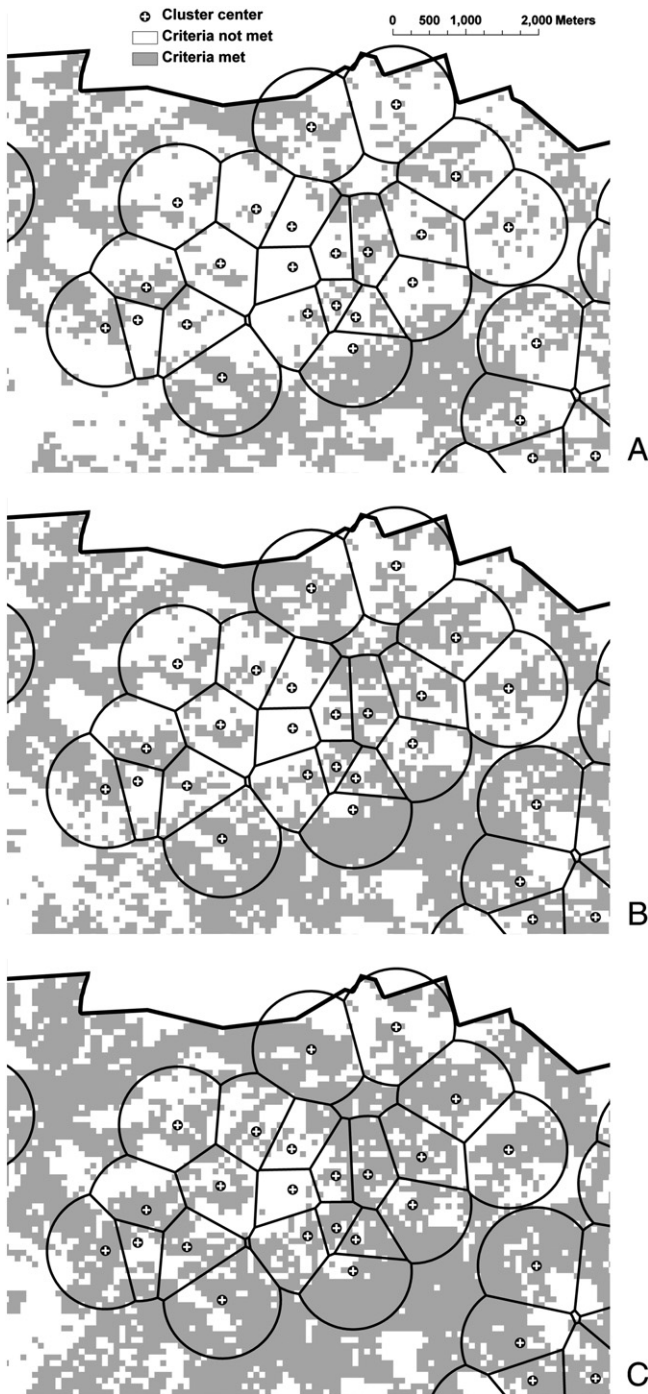 Cluster center
Criteria not met
Criteria met
0 500 1,000 2,000 Meters
A
B
C